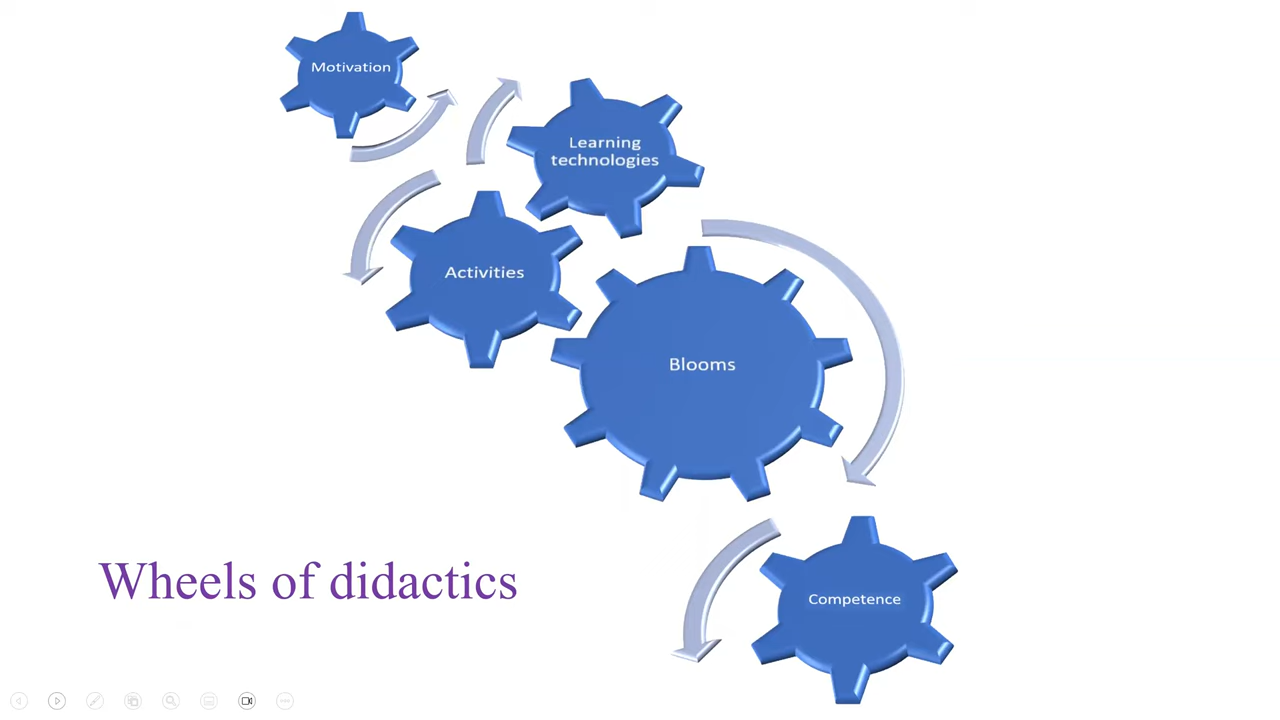 Motivation
Learning
technologies
Activities
Blooms
Competence
Wheels of didactics